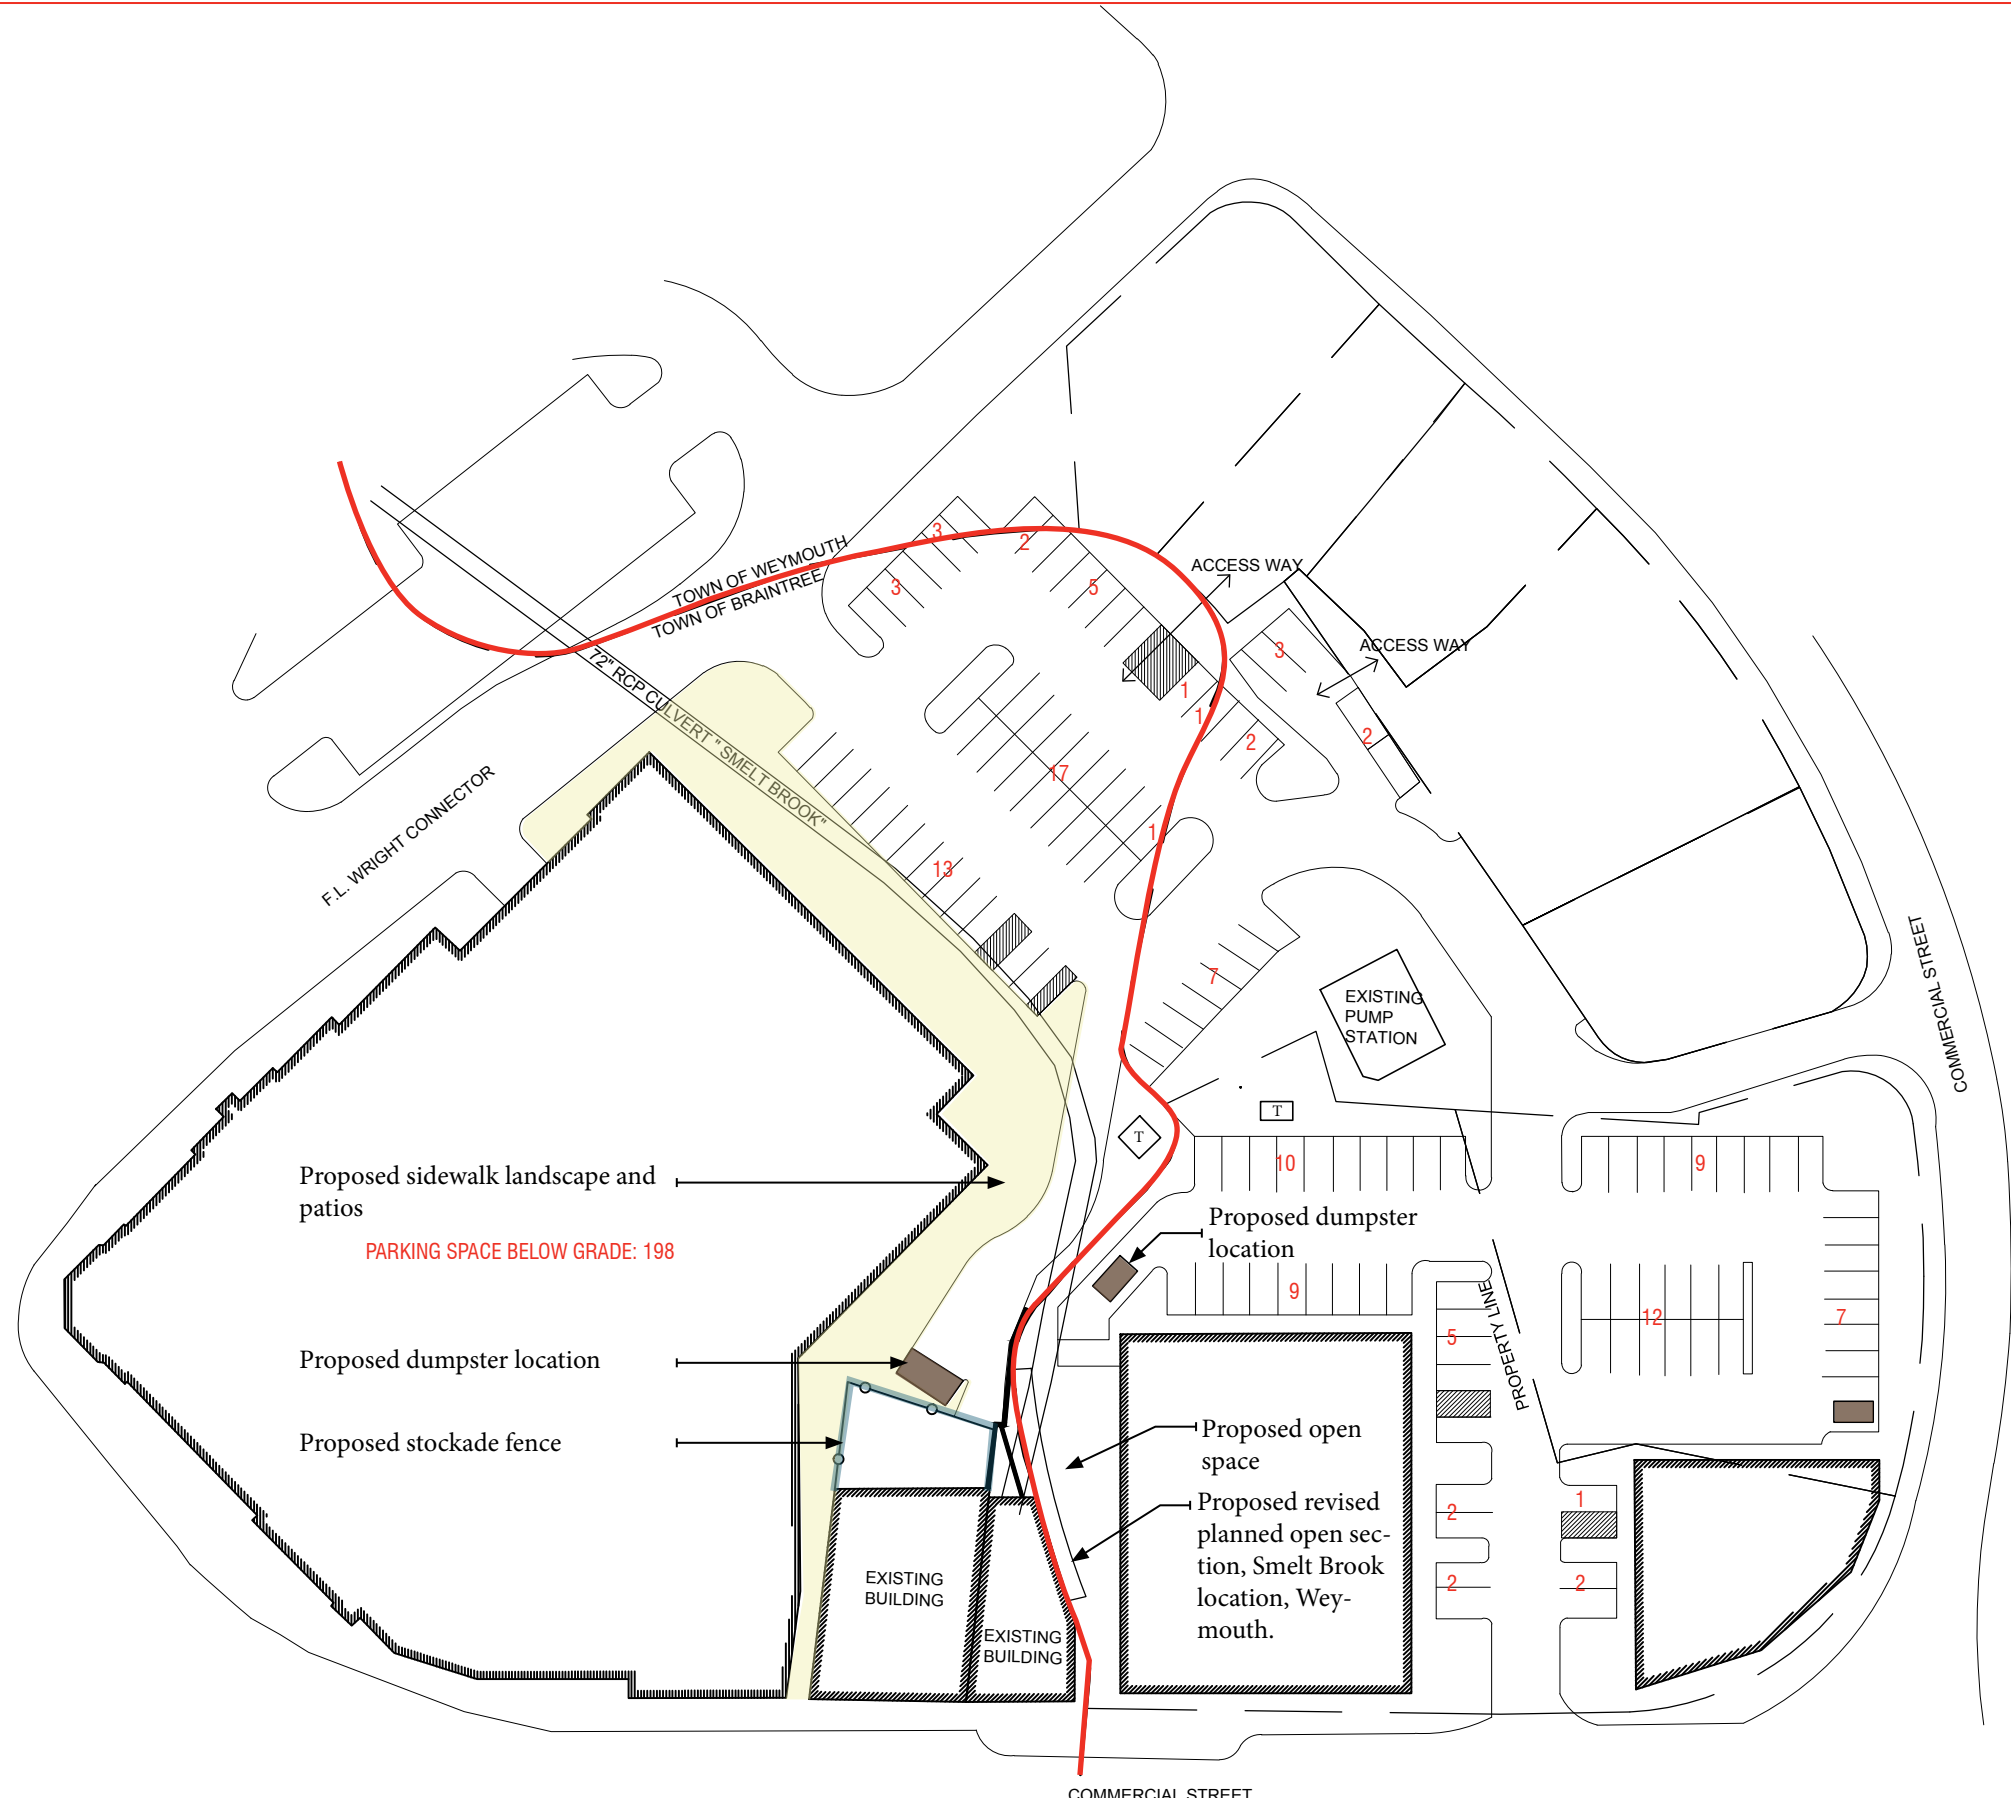 3
2
TOWN OF WEYMOUTH
TOWN OF BRAINTREE
3
5
ACCESS WAY
3
ACCESS WAY
72" RCP CULVERT " SMELT BROOK"
1
1
2
2
17
1
F.L. WRIGHT CONNECTOR
13
7
EXISTING
PUMP
STATION
COMMERCIAL STREET
T
T
10
9
Proposed sidewalk landscape and
patios
PARKING SPACE BELOW GRADE: 198
Proposed dumpster
location
9
5
PROPERTY LINE
12
7
Proposed dumpster location
Proposed stockade fence
Proposed open
space
Proposed revised
planned open sec-
tion, Smelt Brook
location, Wey-
mouth.
2
1
2
2
EXISTING
BUILDING
EXISTING
BUILDING
COMMERCIAL STREET